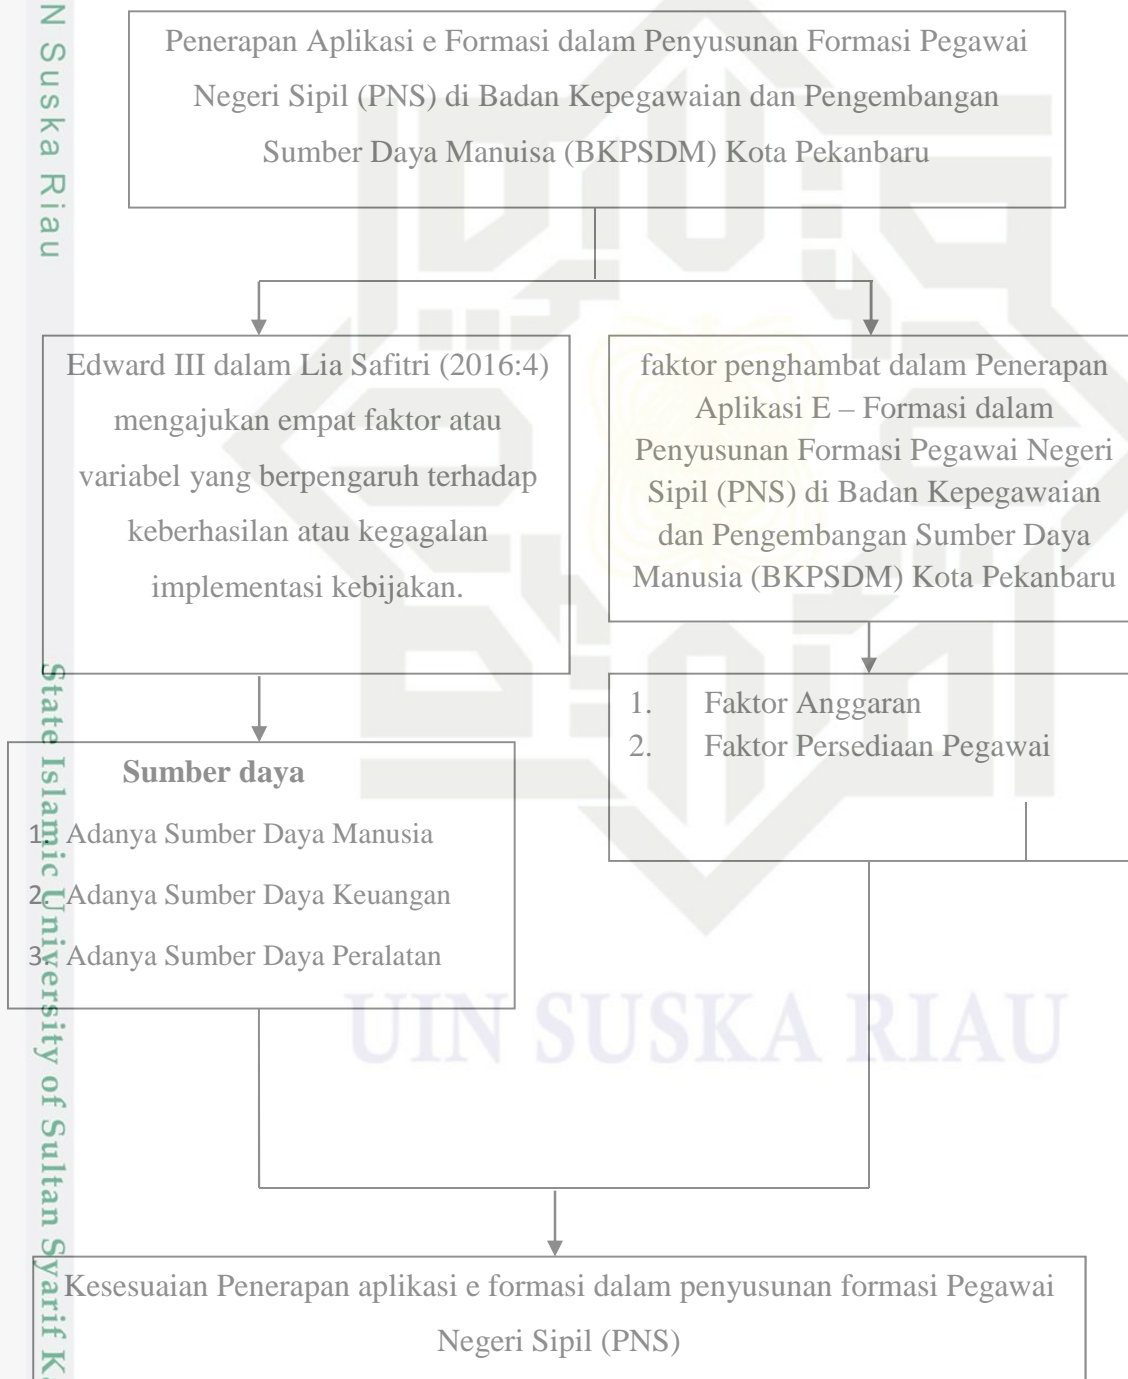 Penerapan Aplikasi e Formasi dalam Penyusunan Formasi Pegawai
Negeri Sipil (PNS) di Badan Kepegawaian dan Pengembangan
Sumber Daya Manuisa (BKPSDM) Kota Pekanbaru
Edward III dalam Lia Safitri (2016:4)
mengajukan empat faktor atau
variabel yang berpengaruh terhadap
keberhasilan atau kegagalan
implementasi kebijakan.
faktor penghambat dalam Penerapan
Aplikasi E – Formasi dalam
Penyusunan Formasi Pegawai Negeri
Sipil (PNS) di Badan Kepegawaian
dan Pengembangan Sumber Daya
Manusia (BKPSDM) Kota Pekanbaru
Sumber daya
1. Adanya Sumber Daya Manusia
2. Adanya Sumber Daya Keuangan
3. Adanya Sumber Daya Peralatan
1. Faktor Anggaran
2. Faktor Persediaan Pegawai
Kesesuaian Penerapan aplikasi e formasi dalam penyusunan formasi Pegawai
Negeri Sipil (PNS)
UIN SUSKA RIAU
N Suska Riau
State Islamic University of Sultan Syarif K